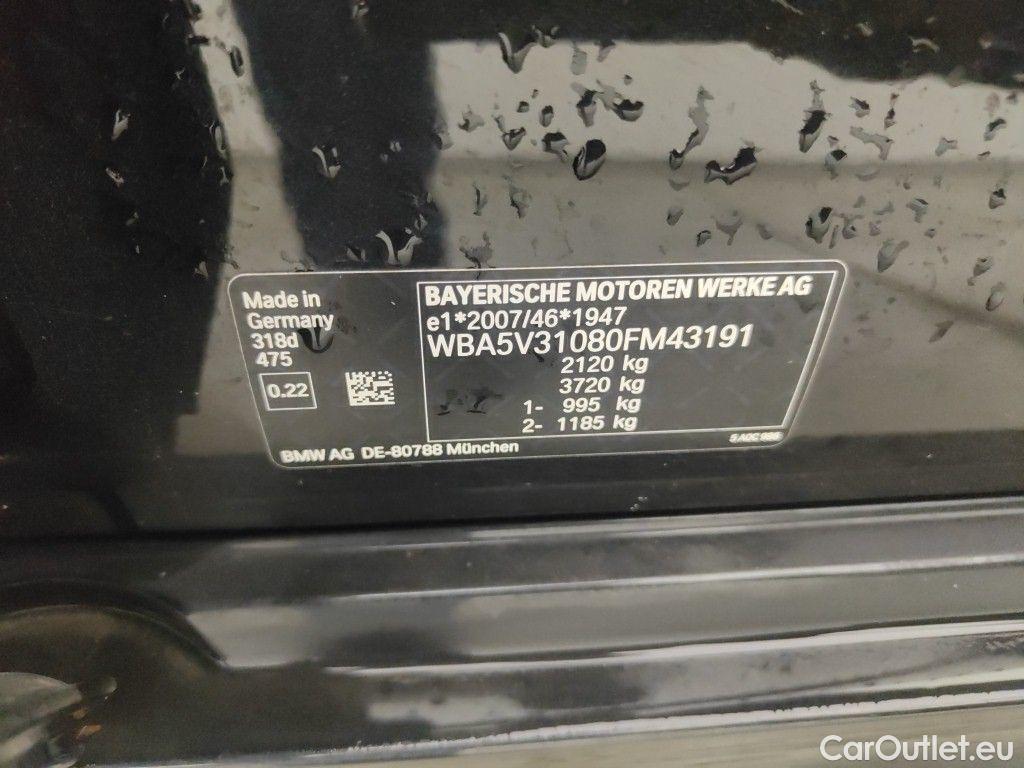 Made in
Germany
318d
475
0.22
BAYERISCHE MOTOREN WERKE AG
e1*2007/46*1947
WBA5V31080FM43191
2120 kg
3720 kg
1- 995 kg
2- 1185 kg
BMW AG DE-80788 München
CarOutlet.eu